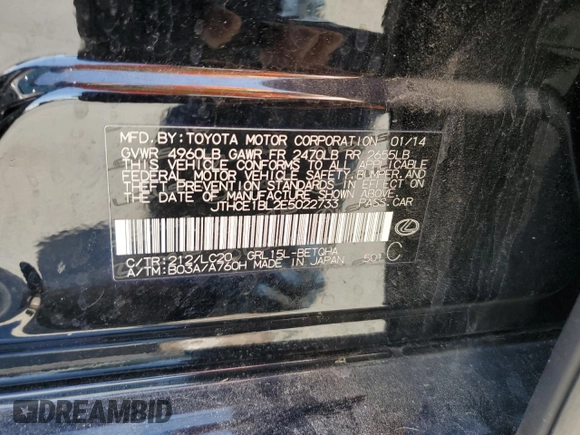 MFD. BY: TOYOTA MOTOR CORPORATION 01/14
GVWR 4960LB GAWR FR 2470LB RR 2655LB
THIS VEHICLE CONFORMS TO ALL APPLICABLE
FEDERAL MOTOR VEHICLE SAFETY, BUMPER, AND
THEFT PREVENTION STANDARDS IN EFFECT ON
THE DATE OF MANUFACTURE SHOWN ABOVE.
JTHCE1BL2E5022733 PASS. CAR
C/TR: 212/LC20 GRL15L-BETQHA
A/TM: B03A/A760H MADE IN JAPAN 501 C
DREAMBID